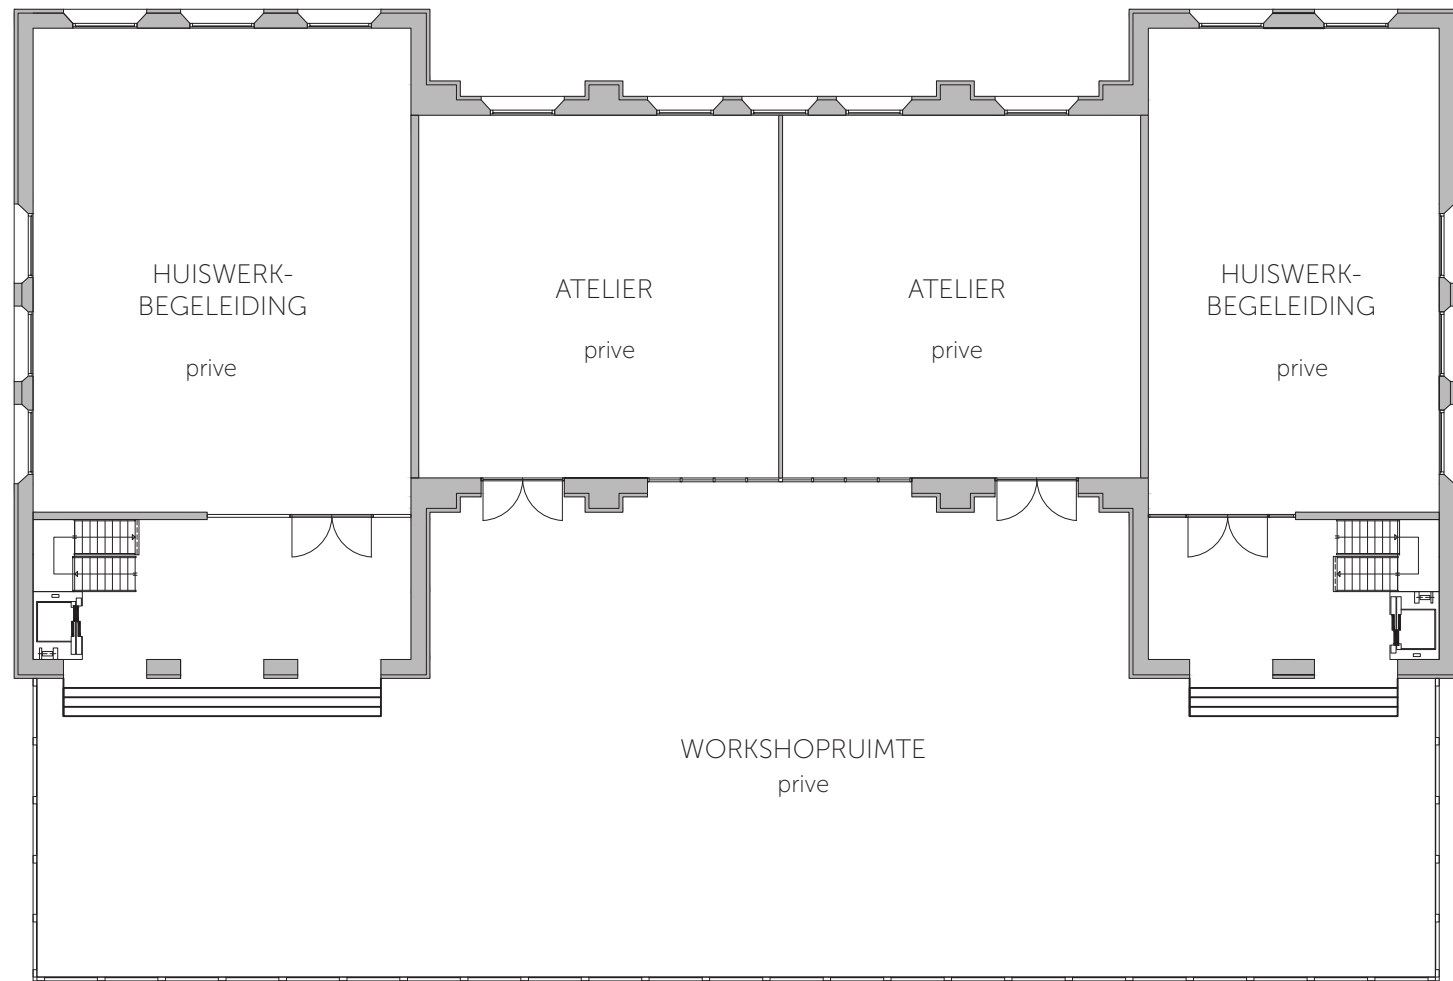 HUISWERK-
BEGELEIDING
prive
ATELIER
prive
ATELIER
prive
HUISWERK-
BEGELEIDING
prive
WORKSHOPRUIMTE
prive